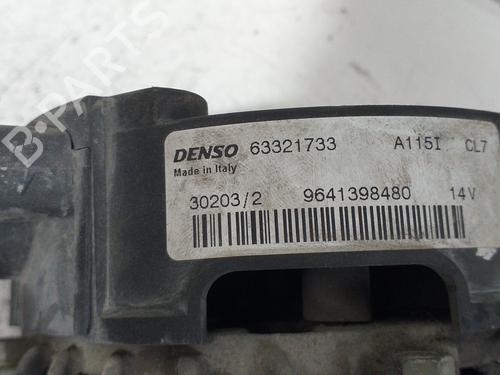 DENSO 63321733 A115I CL7
Made in Italy
30203/2 9641398480 14V
B-Parts